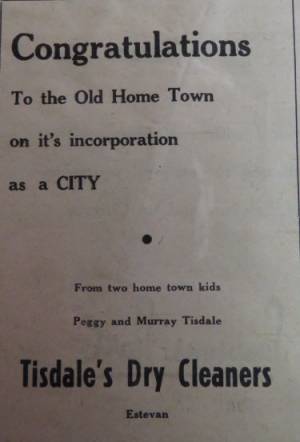 Congratulations
To the Old Home Town
on it's incorporation
as a CITY
From two home town kids
Peggy and Murray Tisdale
Tisdale's Dry Cleaners
Estevan